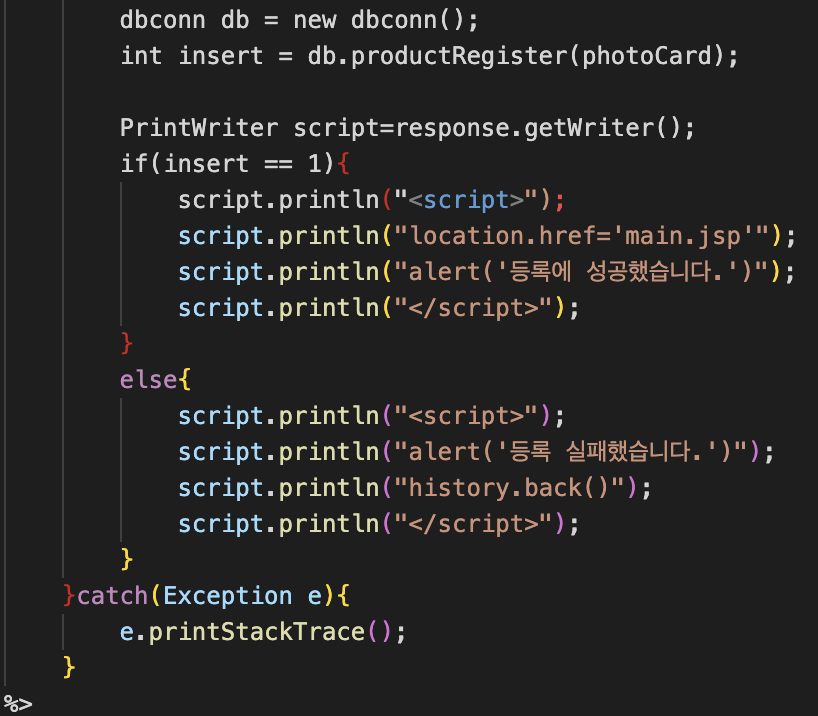 dbconn db = new dbconn();
int insert = db.productRegister(photoCard);
PrintWriter script=response.getWriter();
if(insert == 1){
script.println("<script>");
script.println("location.href='main.jsp'");
script.println("alert('등록에 성공했습니다.')");
script.println("</script>");
}
else{
script.println("<script>");
script.println("alert('등록 실패했습니다.')");
script.println("history.back()");
script.println("</script>");
}
}catch(Exception e){
e.printStackTrace();
}
%>